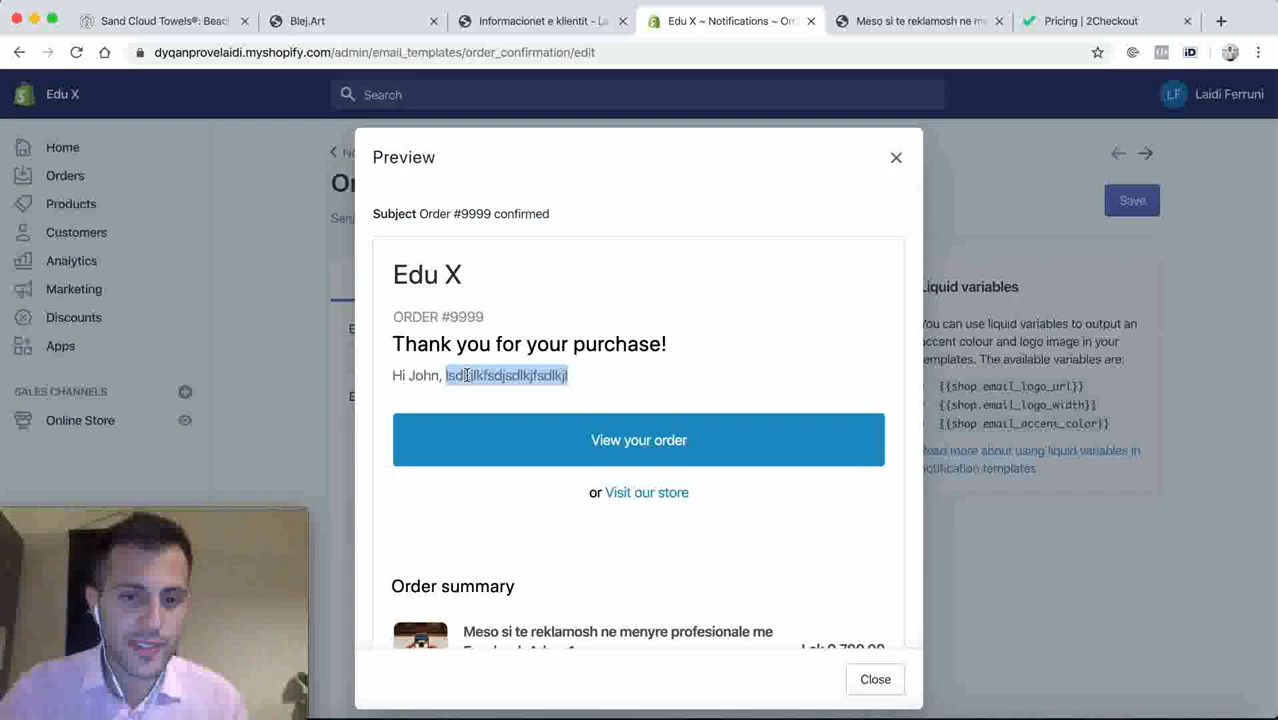 Sand Cloud Towels®: Beac
Blej.Art
Informacionet e klientit - La
Edu X ~ Notifications ~ Ord
Meso si te reklamosh ne m
Pricing | 2Checkout
dyqanprovelaidi.myshopify.com/admin/email_templates/order_confirmation/edit
Edu X
Search
LF
Laidi Ferruni
Home
Orders
Products
Customers
Analytics
Marketing
Discounts
Apps
SALES CHANNELS
Online Store
Save
Preview
Subject Order #9999 confirmed
Edu X
ORDER #9999
Thank you for your purchase!
Hi John,
View your order
or Visit our store
Order summary
Meso si te reklamosh ne menyre profesionale me
Close
Liquid variables
You can use liquid variables to output an
accent colour and logo image in your
templates. The available variables are:
{{shop.email_logo_url}}
{{shop.email_logo_width}}
{{shop.email_accent_color}}
Read more about using liquid variables in
notification templates.